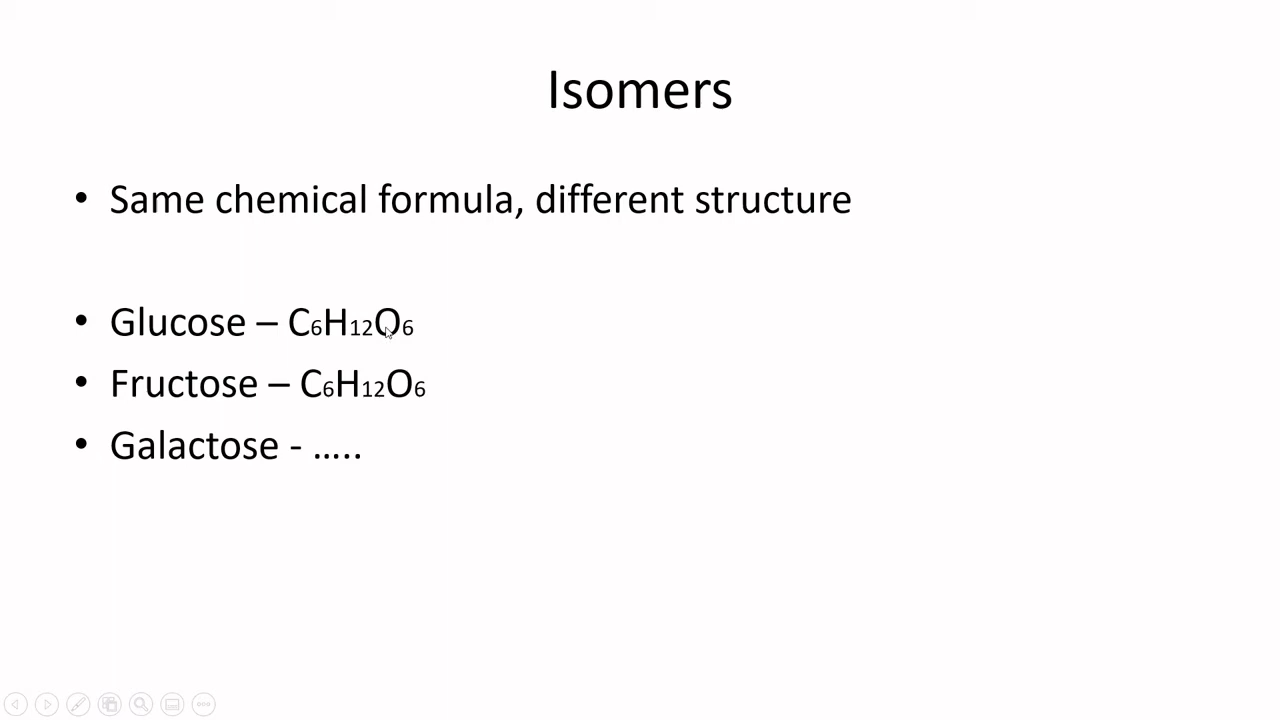 Isomers
• Same chemical formula, different structure
• Glucose – C₆H₁₂O₆
• Fructose – C₆H₁₂O₆
• Galactose - …..